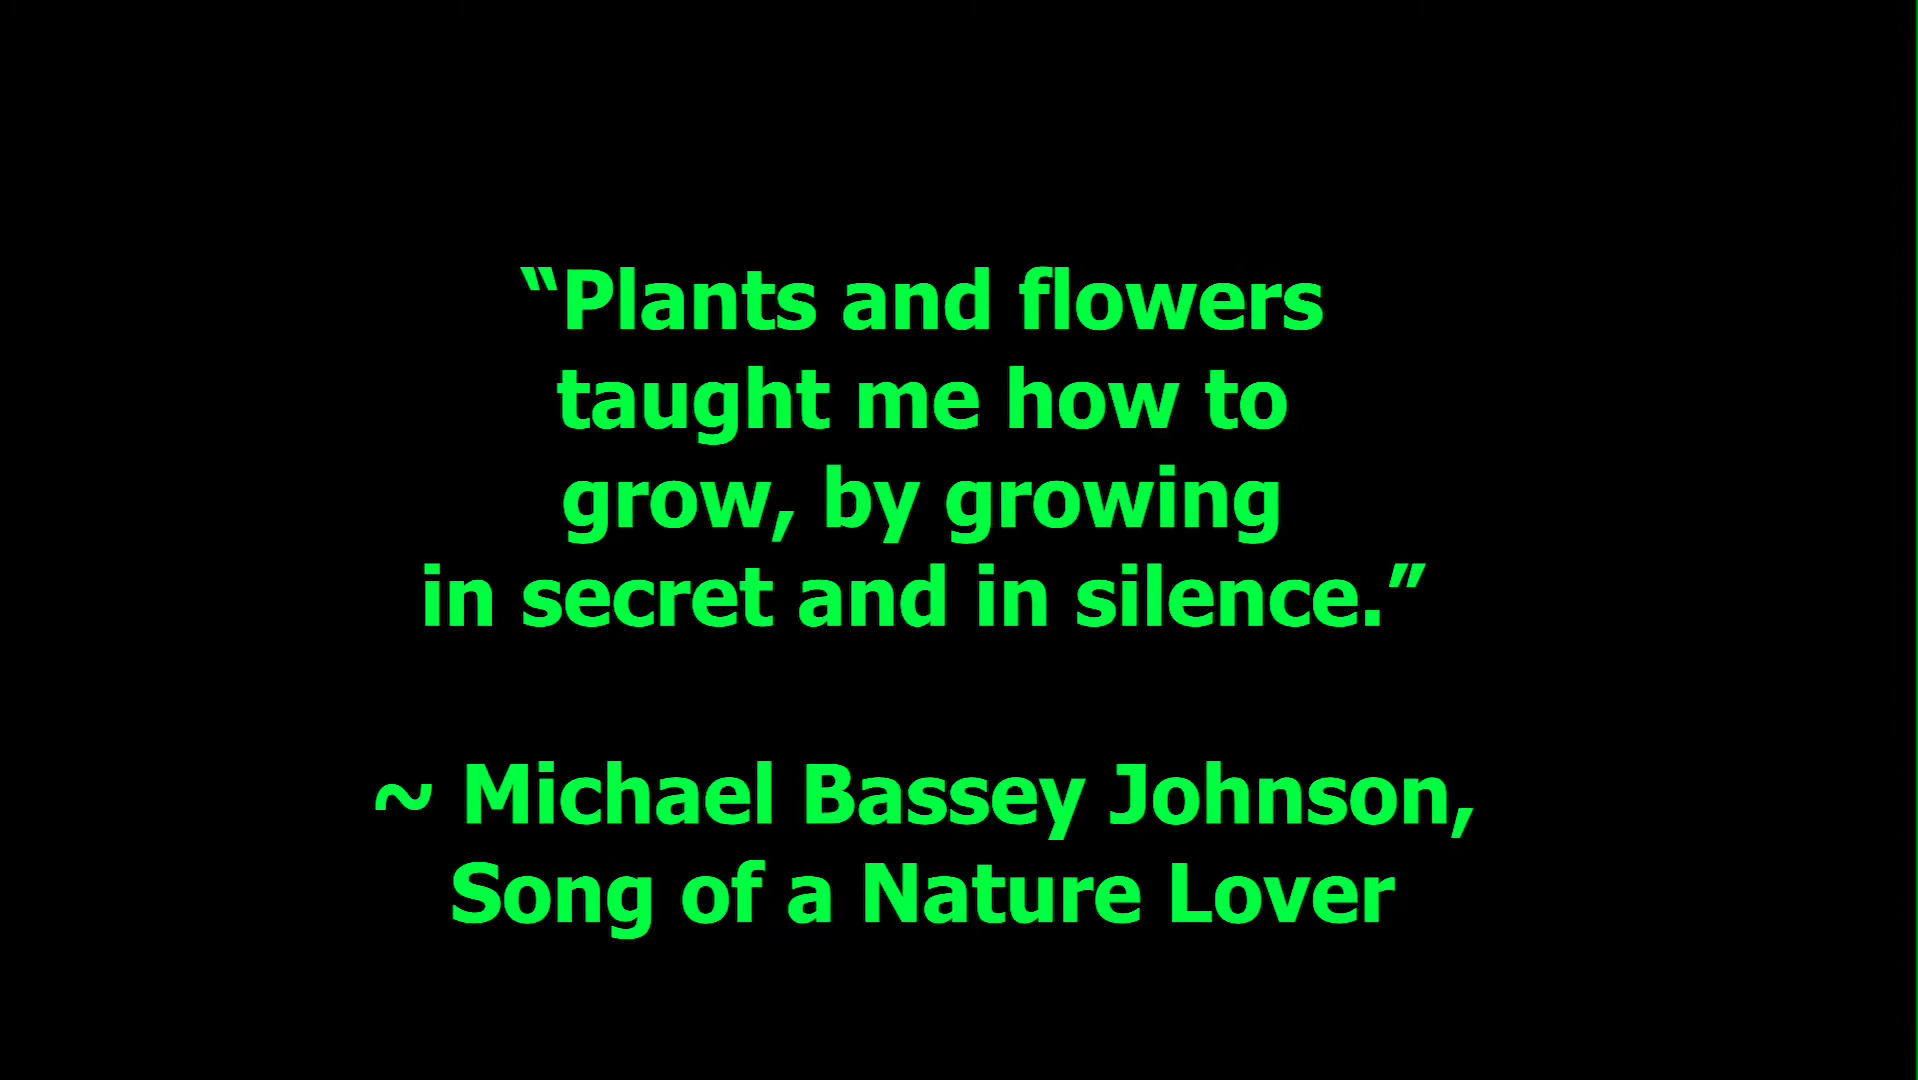 “Plants and flowers
taught me how to
grow, by growing
in secret and in silence.”
~ Michael Bassey Johnson,
Song of a Nature Lover